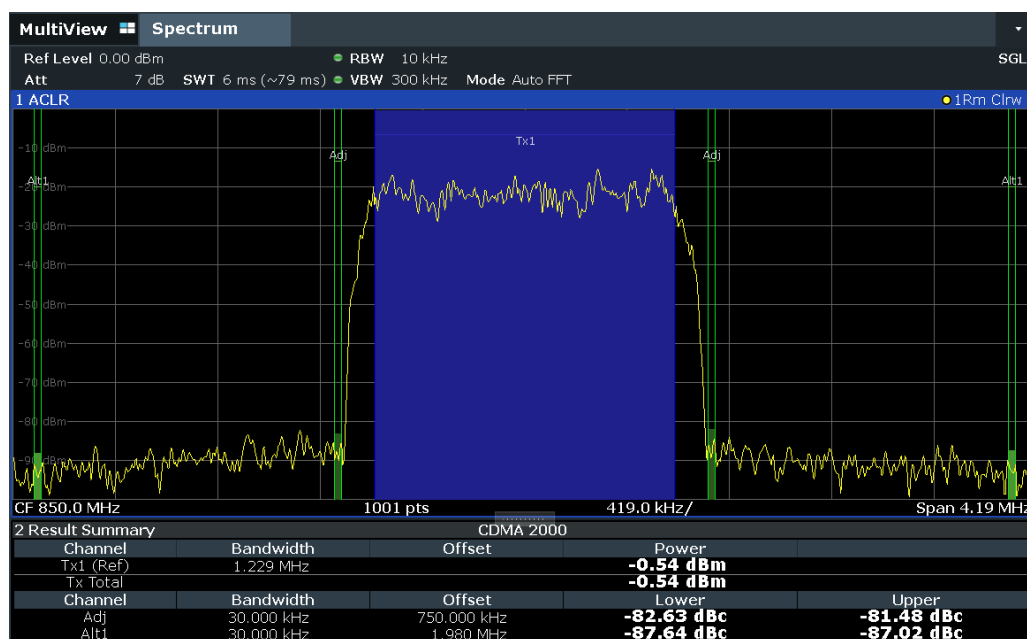 MultiView Spectrum
Ref Level 0.00 dBm RBW 10 kHz SGL
Att 7 dB SWT 6 ms (~79 ms) VBW 300 kHz Mode Auto FFT
1 ACLR 1Rm Clrw
Tx1
-10 dBm
Adj Adj
Alt1 Alt1
-20 dBm
-30 dBm
-40 dBm
-50 dBm
-60 dBm
-70 dBm
-80 dBm
-90 dBm
CF 850.0 MHz 1001 pts 419.0 kHz/ Span 4.19 MHz
2 Result Summary CDMA 2000
Channel Bandwidth Offset Power
Tx1 (Ref) 1.229 MHz -0.54 dBm
Tx Total -0.54 dBm
Channel Bandwidth Offset Lower Upper
Adj 30.000 kHz 750.000 kHz -82.63 dBc -81.48 dBc
Alt1 30.000 kHz 1.980 MHz -87.64 dBc -87.02 dBc